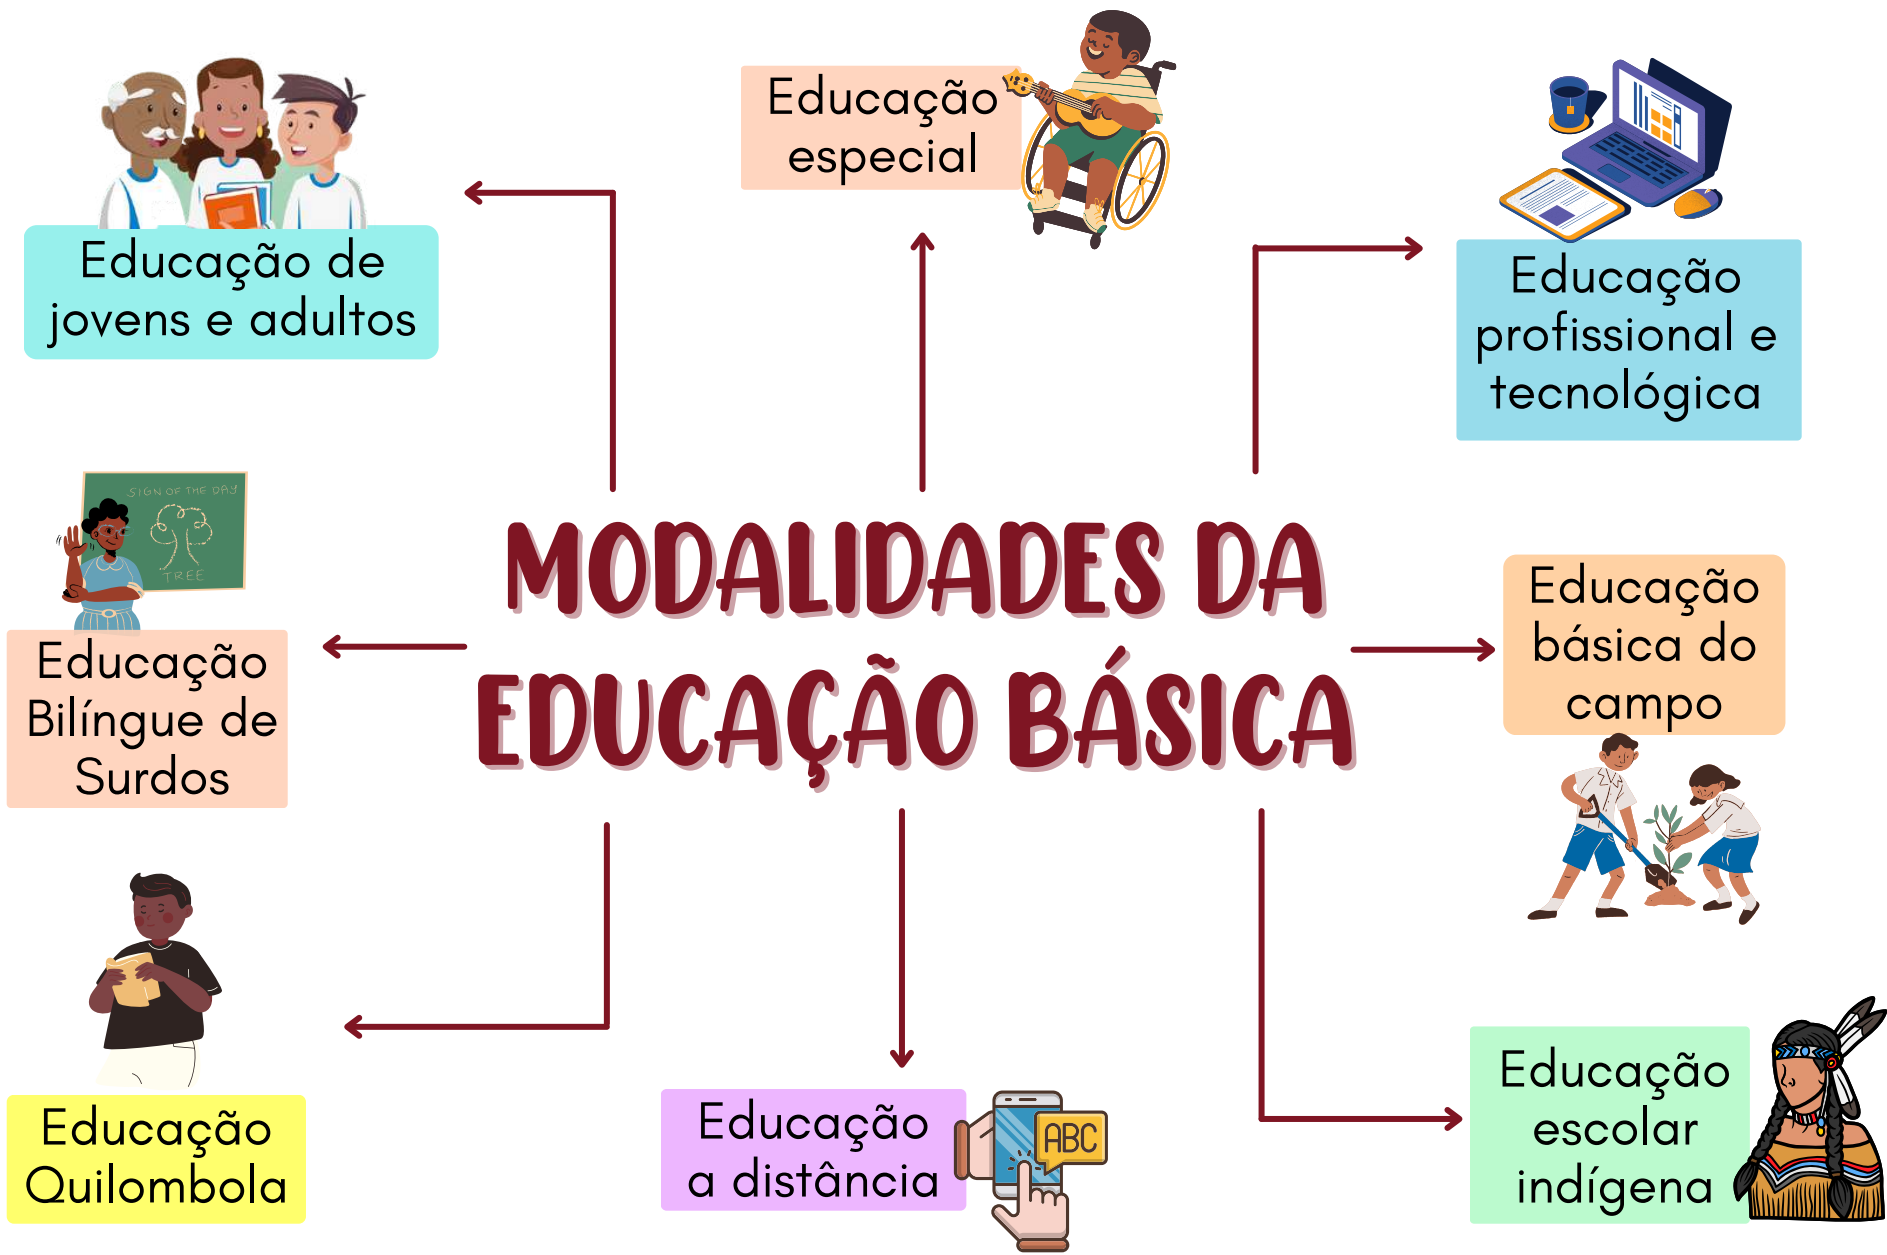 Educação de
jovens e adultos
Educação
especial
Educação
profissional e
tecnológica
SIGN OF THE DAY
TREE
MODALIDADES DA
EDUCAÇÃO BÁSICA
Educação
Bilíngue de
Surdos
Educação
básica do
campo
Educação
Quilombola
Educação
a distância
ABC
Educação
escolar
indígena